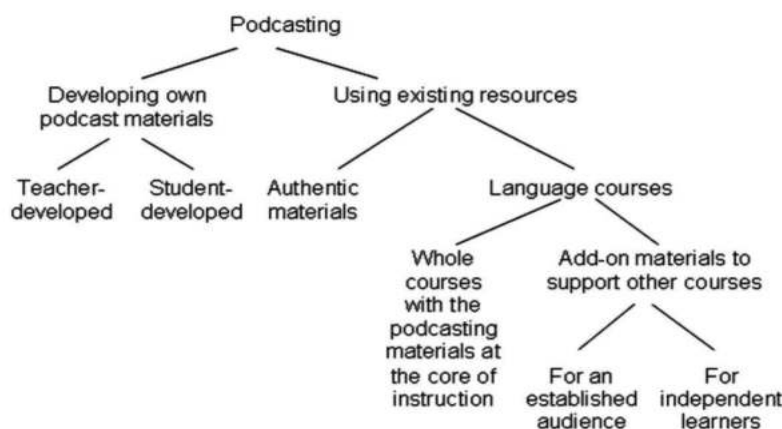 Podcasting
Developing own
podcast materials
Using existing resources
Teacher-
developed
Student-
developed
Authentic
materials
Language courses
Whole
courses
with the
podcasting
materials at
the core of
instruction
Add-on materials to
support other courses
For an
established
audience
For
independent
learners